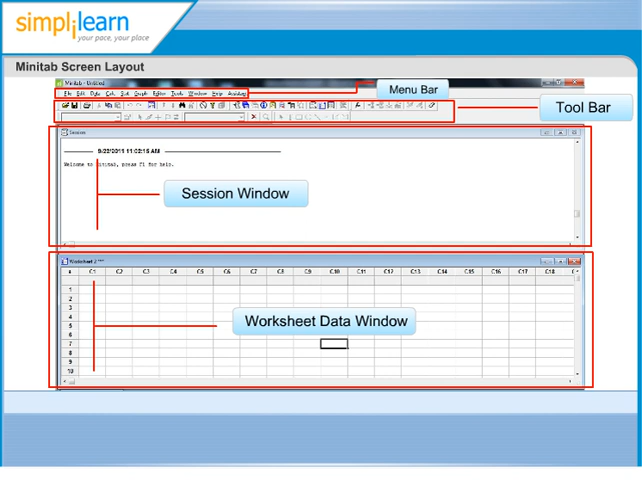 simplilearn
your pace, your place
Minitab Screen Layout
Minitab - Untitled
File Edit Data Calc Stat Graph Editor Tools Window Help Assistant
Menu Bar
Tool Bar
Session
9/22/2011 11:02:15 AM
Welcome to Minitab, press F1 for help.
Session Window
Worksheet 2 ***
C1 C2 C3 C4 C5 C6 C7 C8 C9 C10 C11 C12 C13 C14 C15 C16 C17 C18 C
1
2
3
4
5
6
7
8
9
10
Worksheet Data Window